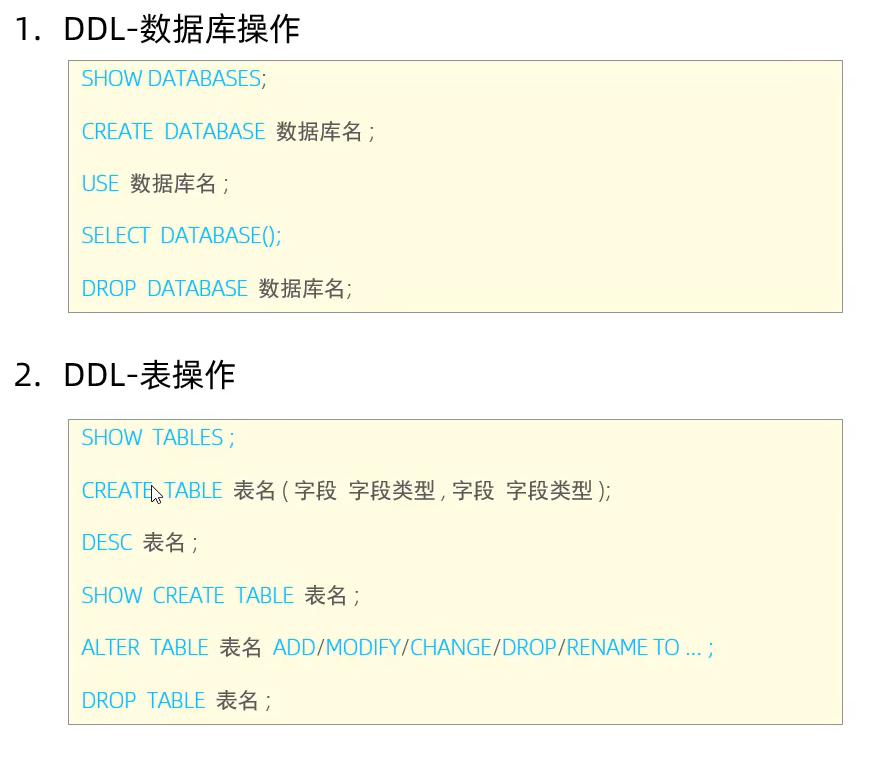 1. DDL-数据库操作
SHOW DATABASES;
CREATE DATABASE 数据库名 ;
USE 数据库名 ;
SELECT DATABASE();
DROP DATABASE 数据库名;
2. DDL-表操作
SHOW TABLES ;
CREATE TABLE 表名 ( 字段 字段类型 , 字段 字段类型 );
DESC 表名 ;
SHOW CREATE TABLE 表名 ;
ALTER TABLE 表名 ADD/MODIFY/CHANGE/DROP/RENAME TO ... ;
DROP TABLE 表名 ;